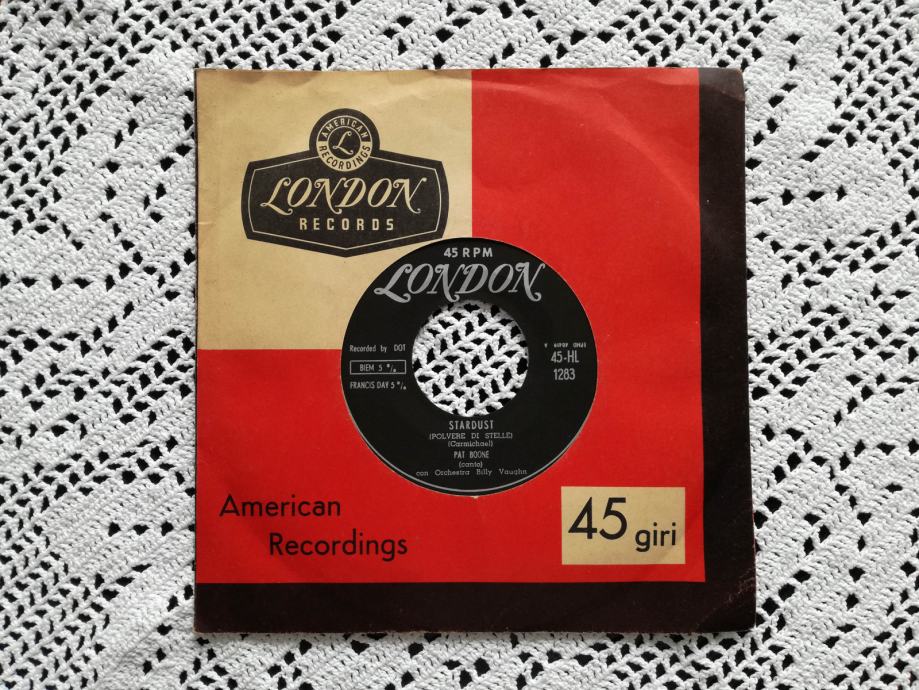 AMERICAN
L
RECORDINGS
LONDON
RECORDS
45 RPM
LONDON
Recorded by DOT
BIEM 5 %
FRANCIS DAY 5 %
45-HL
1283
STARDUST
(POLVERE DI STELLE)
(Carmichael)
PAT BOONE
(canto)
con Orchestra Billy Vaughn
American
Recordings
45 giri